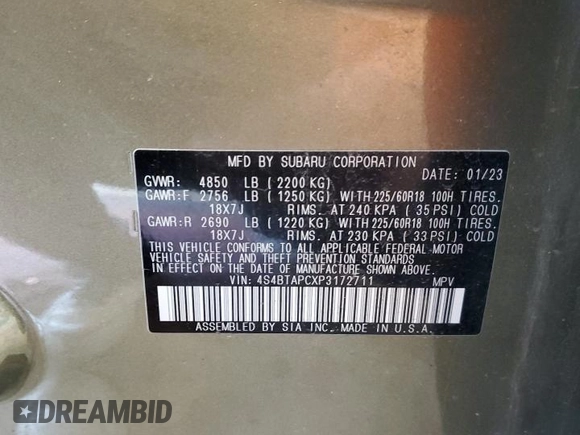 MFD BY SUBARU CORPORATION
DATE: 01/23
GVWR: 4850 LB ( 2200 KG)
GAWR:F 2756 LB ( 1250 KG) WITH 225/60R18 100H TIRES.
18X7J RIMS. AT 240 KPA ( 35 PSI) COLD
GAWR:R 2690 LB ( 1220 KG) WITH 225/60R18 100H TIRES.
18X7J RIMS. AT 230 KPA ( 33 PSI) COLD
THIS VEHICLE CONFORMS TO ALL APPLICABLE FEDERAL MOTOR
VEHICLE SAFETY AND THEFT PREVENTION STANDARDS
IN EFFECT ON THE DATE OF MANUFACTURE SHOWN ABOVE.
VIN: 4S4BTAPCXP3172711 MPV
ASSEMBLED BY SIA INC. MADE IN U.S.A.
DREAMBID